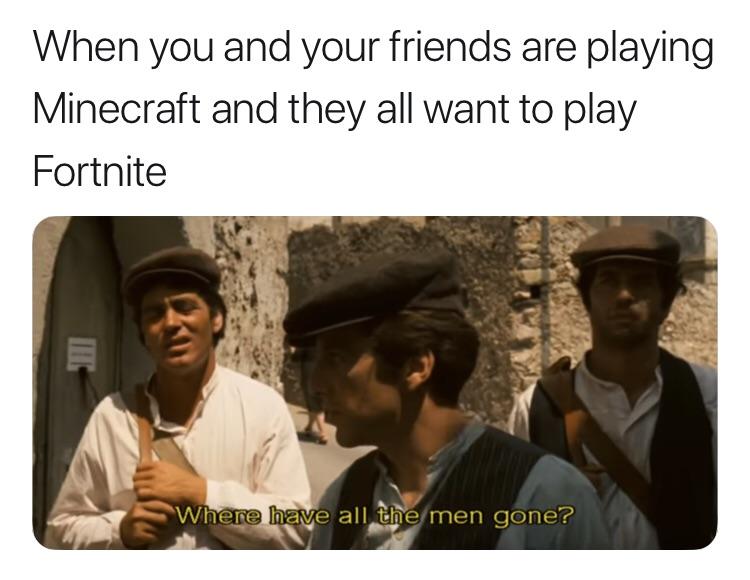 When you and your friends are playing
Minecraft and they all want to play
Fortnite
Where have all the men gone?